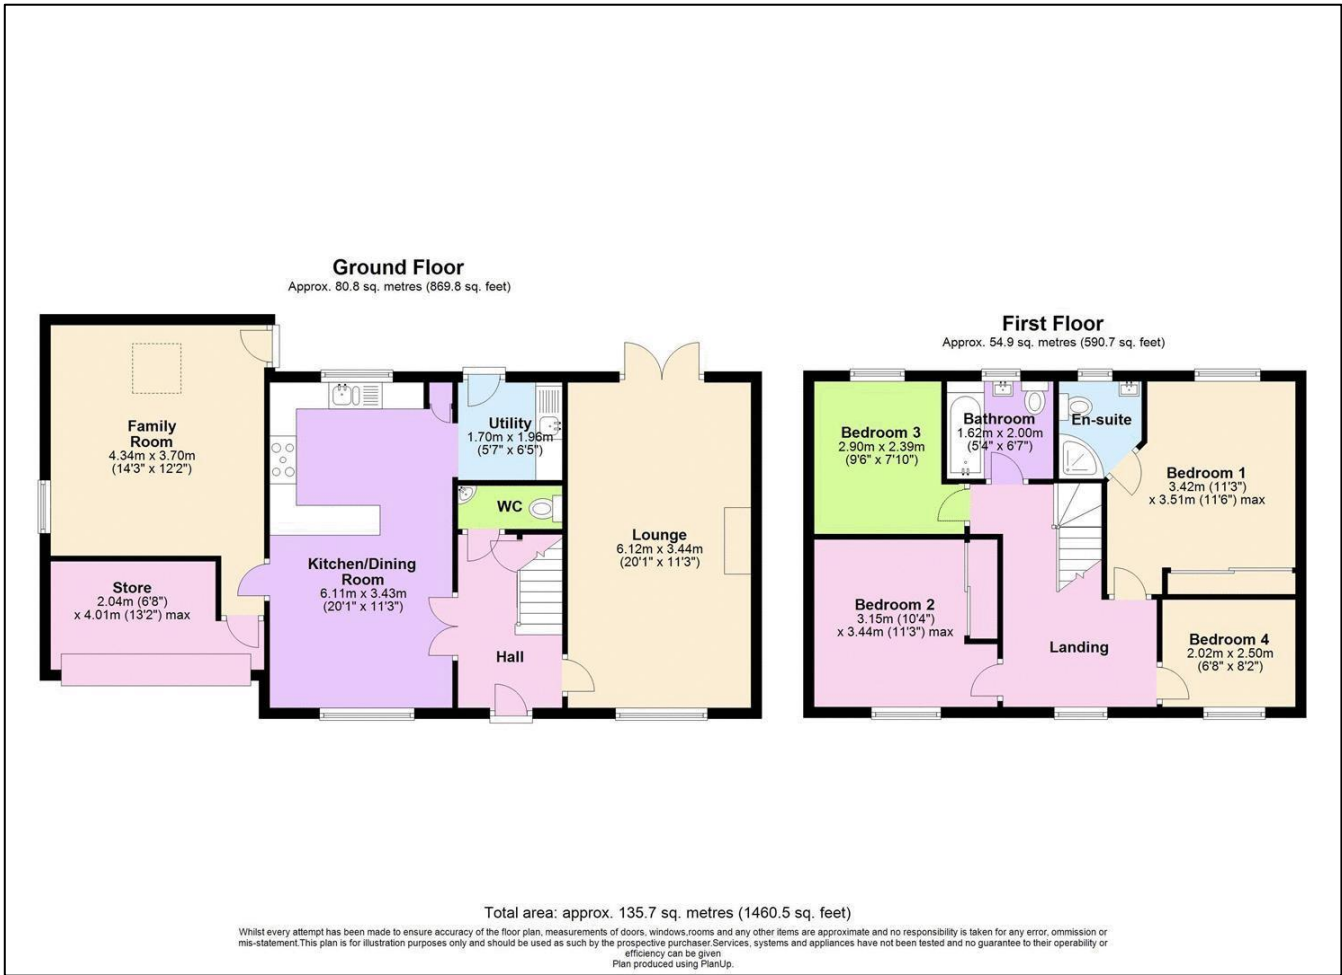 Ground Floor
Approx. 80.8 sq. metres (869.8 sq. feet)
Family
Room
4.34m x 3.70m
(14'3" x 12'2")
Store
2.04m (6'8")
x 4.01m (13'2") max
Kitchen/Dining
Room
6.11m x 3.43m
(20'1" x 11'3")
Utility
1.70m x 1.96m
(5'7" x 6'5")
WC
Hall
Lounge
6.12m x 3.44m
(20'1" x 11'3")
First Floor
Approx. 54.9 sq. metres (590.7 sq. feet)
Bedroom 3
2.90m x 2.39m
(9'6" x 7'10")
Bathroom
1.62m x 2.00m
(5'4" x 6'7")
En-suite
Bedroom 1
3.42m (11'3")
x 3.51m (11'6") max
Bedroom 2
3.15m (10'4")
x 3.44m (11'3") max
Landing
Bedroom 4
2.02m x 2.50m
(6'8" x 8'2")
Total area: approx. 135.7 sq. metres (1460.5 sq. feet)
Whilst every attempt has been made to ensure accuracy of the floor plan, measurements of doors, windows,rooms and any other items are approximate and no responsibility is taken for any error, ommission or
mis-statement.This plan is for illustration purposes only and should be used as such by the prospective purchaser.Services, systems and appliances have not been tested and no guarantee to their operability or
efficiency can be given
Plan produced using PlanUp.